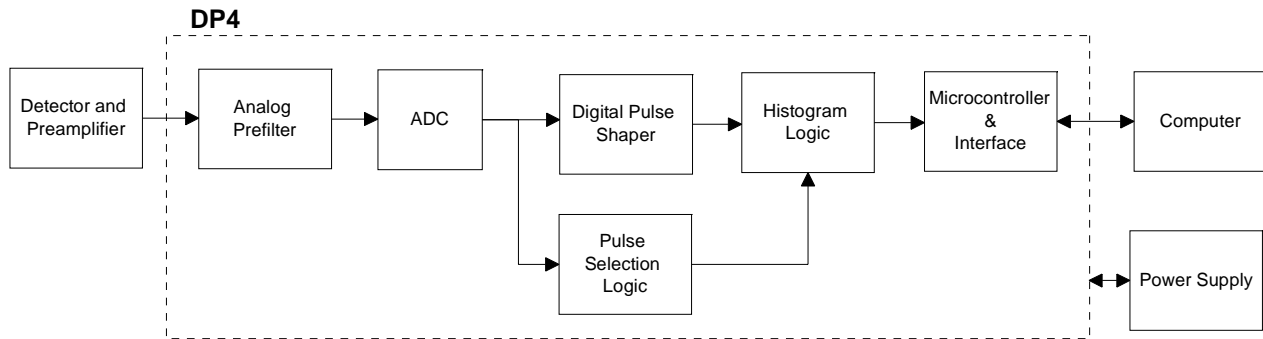 DP4
Detector and
Preamplifier
Analog
Prefilter
ADC
Digital Pulse
Shaper
Histogram
Logic
Microcontroller
&
Interface
Computer
Pulse
Selection
Logic
Power Supply